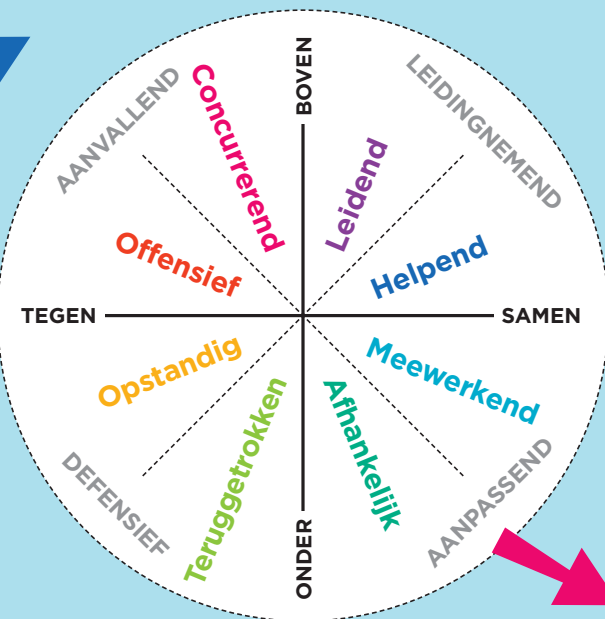 BOVEN
AANVALLEND
Concurrerend
Leidend
LEIDINGNEMEND
Offensief
Helpend
TEGEN
SAMEN
Opstandig
Meewerkend
DEFENSIEF
Teruggetrokken
Afhankelijk
AANPASSEND
ONDER